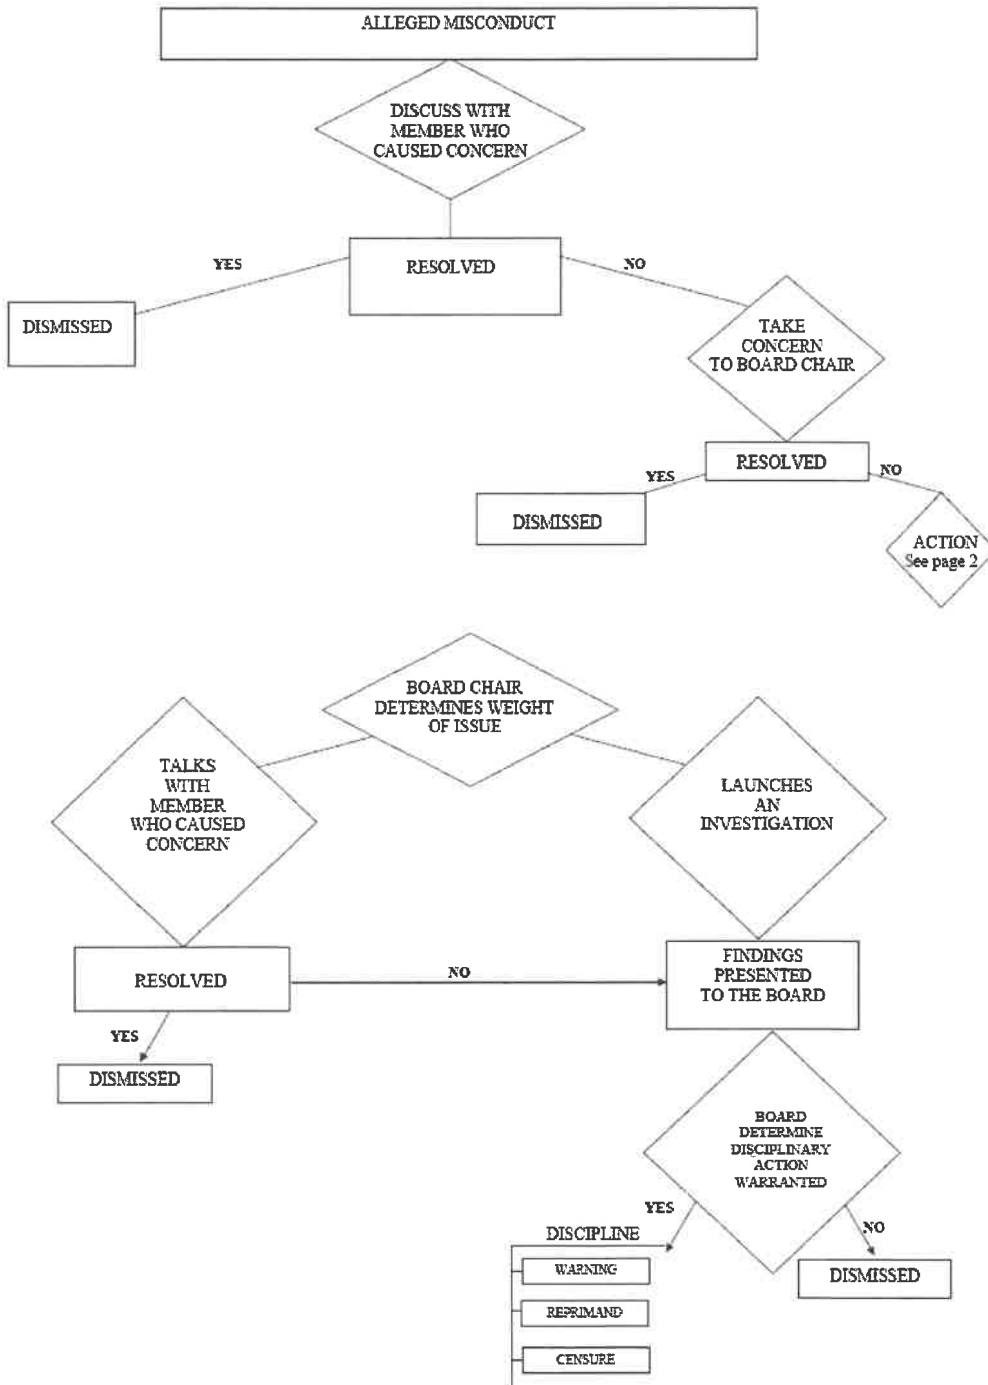 ALLEGED MISCONDUCT
DISCUSS WITH
MEMBER WHO
CAUSED CONCERN
YES
RESOLVED
NO
DISMISSED
TAKE
CONCERN
TO BOARD CHAIR
RESOLVED
YES
NO
DISMISSED
ACTION
See page 2
BOARD CHAIR
DETERMINES WEIGHT
OF ISSUE
TALKS
WITH
MEMBER
WHO CAUSED
CONCERN
LAUNCHES
AN
INVESTIGATION
RESOLVED
NO
FINDINGS
PRESENTED
TO THE BOARD
YES
DISMISSED
BOARD
DETERMINE
DISCIPLINARY
ACTION
WARRANTED
YES
NO
DISCIPLINE
WARNING
DISMISSED
REPRIMAND
CENSURE